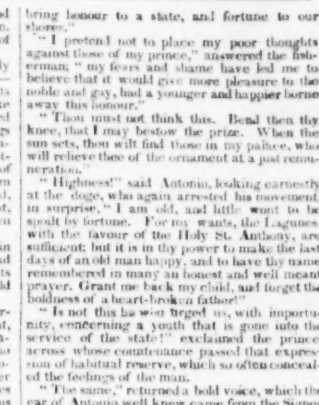 bring honour to a state, and fortune to our
shores."
"I pretend not to place my poor thoughts
against those of my prince," answered the fish-
erman; "my fears and shame have led me to
believe that it would give more pleasure to the
noble and gay, had a younger and happier borne
away this honour."
"Thou must not think this. Bend then thy
knee, that I may bestow the prize. When the
sun sets, thou wilt find those in my palace, who
will relieve thee of the ornament at a just remu-
neration."
"Highness!" said Antonio, looking earnestly
at the doge, who again arrested his movement,
in surprise, "I am old, and little wont to be
spoilt by fortune. For my wants, the Lagunes,
with the favour of the Holy St. Anthony, are
sufficient; but it is in thy power to make the last
days of an old man happy, and to have thy name
remembered in many an honest and well meant
prayer. Grant me back my child, and forget the
boldness of a heart-broken father!"
"Is not this he who urged us, with importu-
nity, concerning a youth that is gone into the
service of the state!" exclaimed the prince
across whose countenance passed that expres-
sion of habitual reserve, which so often conceal-
ed the feelings of the man.
"The same," returned a bold voice, which the
ear of Antonio well knew came from the Signor